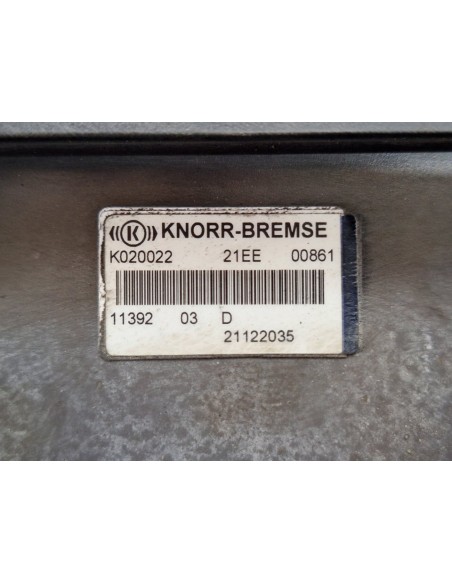 K KNORR-BREMSE
K020022 21EE 00861
11392 03 D
21122035